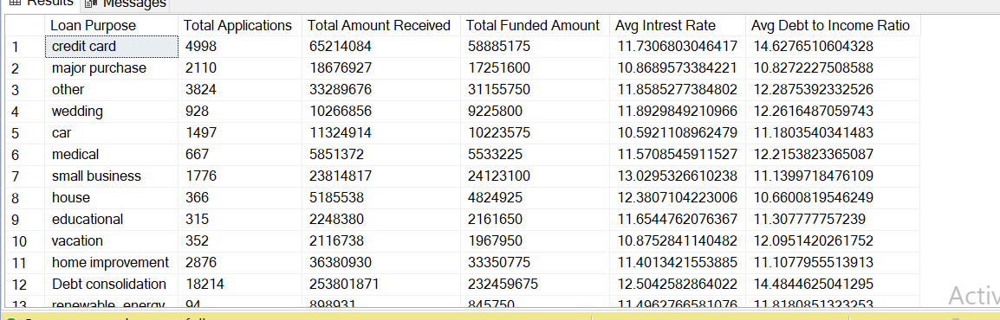 Results Messages
Loan Purpose Total Applications Total Amount Received Total Funded Amount Avg Intrest Rate Avg Debt to Income Ratio
1 credit card 4998 65214084 58885175 11.7306803046417 14.6276510604328
2 major purchase 2110 18676927 17251600 10.8689573384221 10.8272227508588
3 other 3824 33289676 31155750 11.8585277384802 12.2875392332526
4 wedding 928 10266856 9225800 11.8929849210966 12.2616487059743
5 car 1497 11324914 10223575 10.5921108962479 11.1803540341483
6 medical 667 5851372 5533225 11.5708545911527 12.2153823365087
7 small business 1776 23814817 24123100 13.0295326610238 11.1399718476109
8 house 366 5185538 4824925 12.3807104223006 10.6600819546249
9 educational 315 2248380 2161650 11.6544762076367 11.307777757239
10 vacation 352 2116738 1967950 10.8752841140482 12.0951420261752
11 home improvement 2876 36380930 33350775 11.4013421553885 11.1077955513913
12 Debt consolidation 18214 253801871 232459675 12.5042582864022 14.4844625041295
13 renewable_energy 94 898931 845750 11.4962766581076 11.8180851323253
Activ